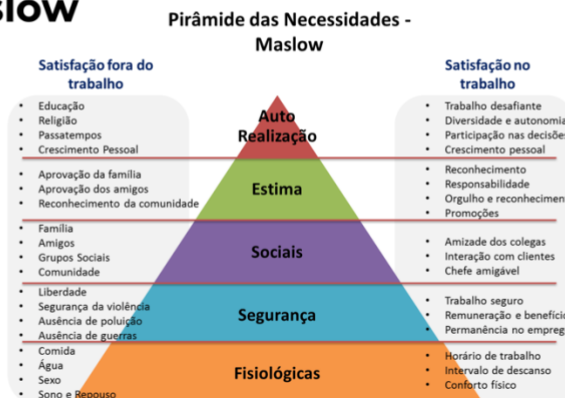 slow
Pirâmide das Necessidades -
Maslow
Satisfação fora do
trabalho
• Educação
• Religião
• Passatempos
• Crescimento Pessoal
• Aprovação da família
• Aprovação dos amigos
• Reconhecimento da comunidade
• Família
• Amigos
• Grupos Sociais
• Comunidade
• Liberdade
• Segurança da violência
• Ausência de poluição
• Ausência de guerras
• Comida
• Água
• Sexo
• Sono e Repouso
Auto
Realização
Estima
Sociais
Segurança
Fisiológicas
Satisfação no
trabalho
• Trabalho desafiante
• Diversidade e autonomia
• Participação nas decisões
• Crescimento pessoal
• Reconhecimento
• Responsabilidade
• Orgulho e reconhecimen
• Promoções
• Amizade dos colegas
• Interação com clientes
• Chefe amigável
• Trabalho seguro
• Remuneração e benefício
• Permanência no empreg
• Horário de trabalho
• Intervalo de descanso
• Conforto físico